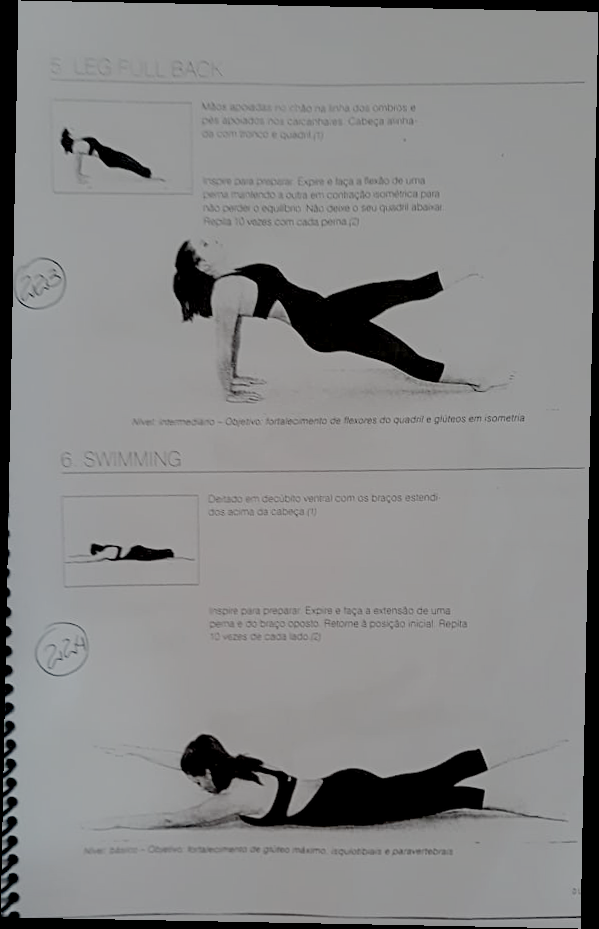 5. LEG PULL BACK
Mãos apoiadas no chão na linha dos ombros e
pés apoiados nos calcanhares. Cabeça alinha-
da com tronco e quadril.(1)
Inspire para preparar. Expire e faça a flexão de uma
perna mantendo a outra em contração isométrica para
não perder o equilíbrio. Não deixe o seu quadril abaixar.
Repita 10 vezes com cada perna.(2)
223
Nível: intermediário – Objetivo: fortalecimento de flexores do quadril e glúteos em isometria
6. SWIMMING
Deitado em decúbito ventral com os braços estendi-
dos acima da cabeça.(1)
Inspire para preparar. Expire e faça a extensão de uma
perna e do braço oposto. Retorne à posição inicial. Repita
10 vezes de cada lado.(2)
224
Nível: básico – Objetivo: fortalecimento de glúteo máximo, isquiotibiais e paravertebrais